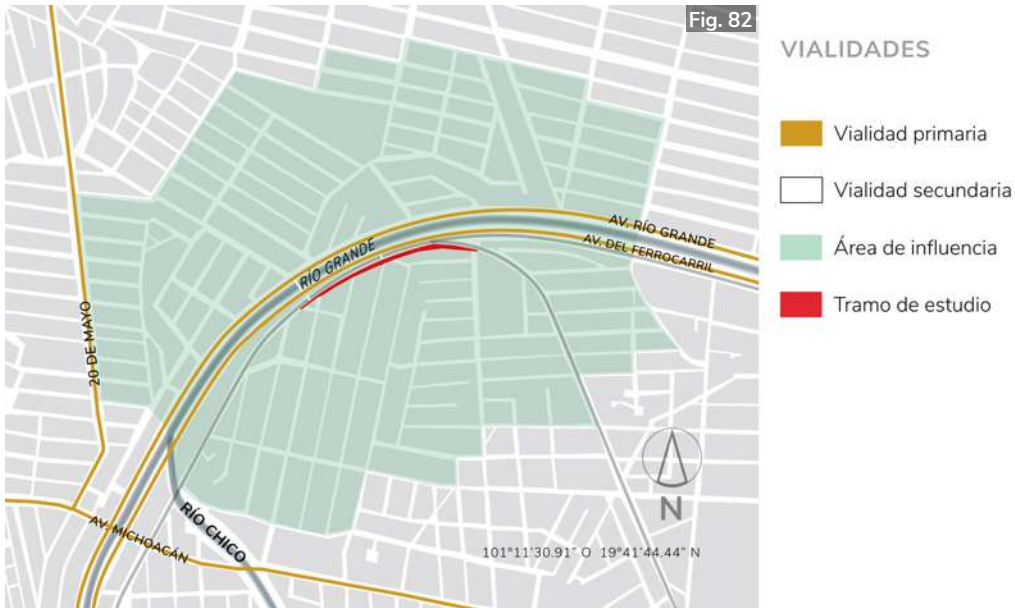 Fig. 82
VIALIDADES
Vialidad primaria
Vialidad secundaria
Área de influencia
Tramo de estudio
AV. RÍO GRANDE
AV. DEL FERROCARRIL
RÍO GRANDE
20 DE MAYO
RÍO CHICO
AV. MICHOACÁN
N
101°11'30.91" O 19°41'44.44" N